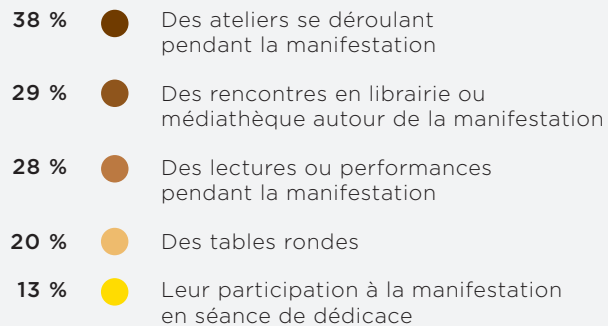 38 % Des ateliers se déroulant
pendant la manifestation
29 % Des rencontres en librairie ou
médiathèque autour de la manifestation
28 % Des lectures ou performances
pendant la manifestation
20 % Des tables rondes
13 % Leur participation à la manifestation
en séance de dédicace